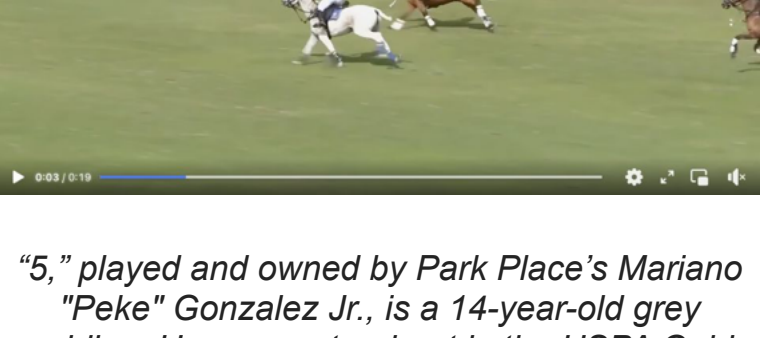 0:03 / 0:19
“5,” played and owned by Park Place’s Mariano
"Peke" Gonzalez Jr., is a 14-year-old grey